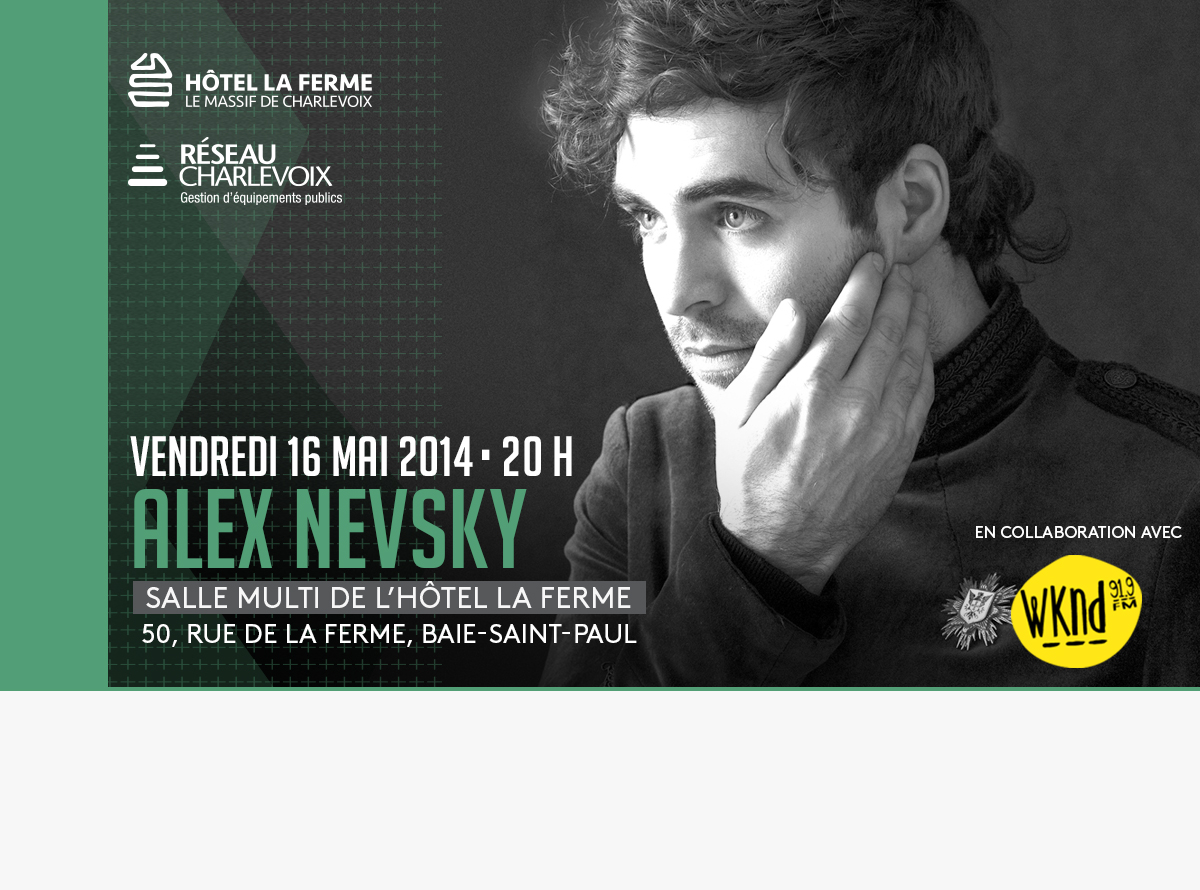 HÔTEL LA FERME
LE MASSIF DE CHARLEVOIX
RÉSEAU
CHARLEVOIX
Gestion d'équipements publics
VENDREDI 16 MAI 2014 · 20 H
ALEX NEVSKY
SALLE MULTI DE L'HÔTEL LA FERME
50, RUE DE LA FERME, BAIE-SAINT-PAUL
EN COLLABORATION AVEC
WKND
91.9
FM